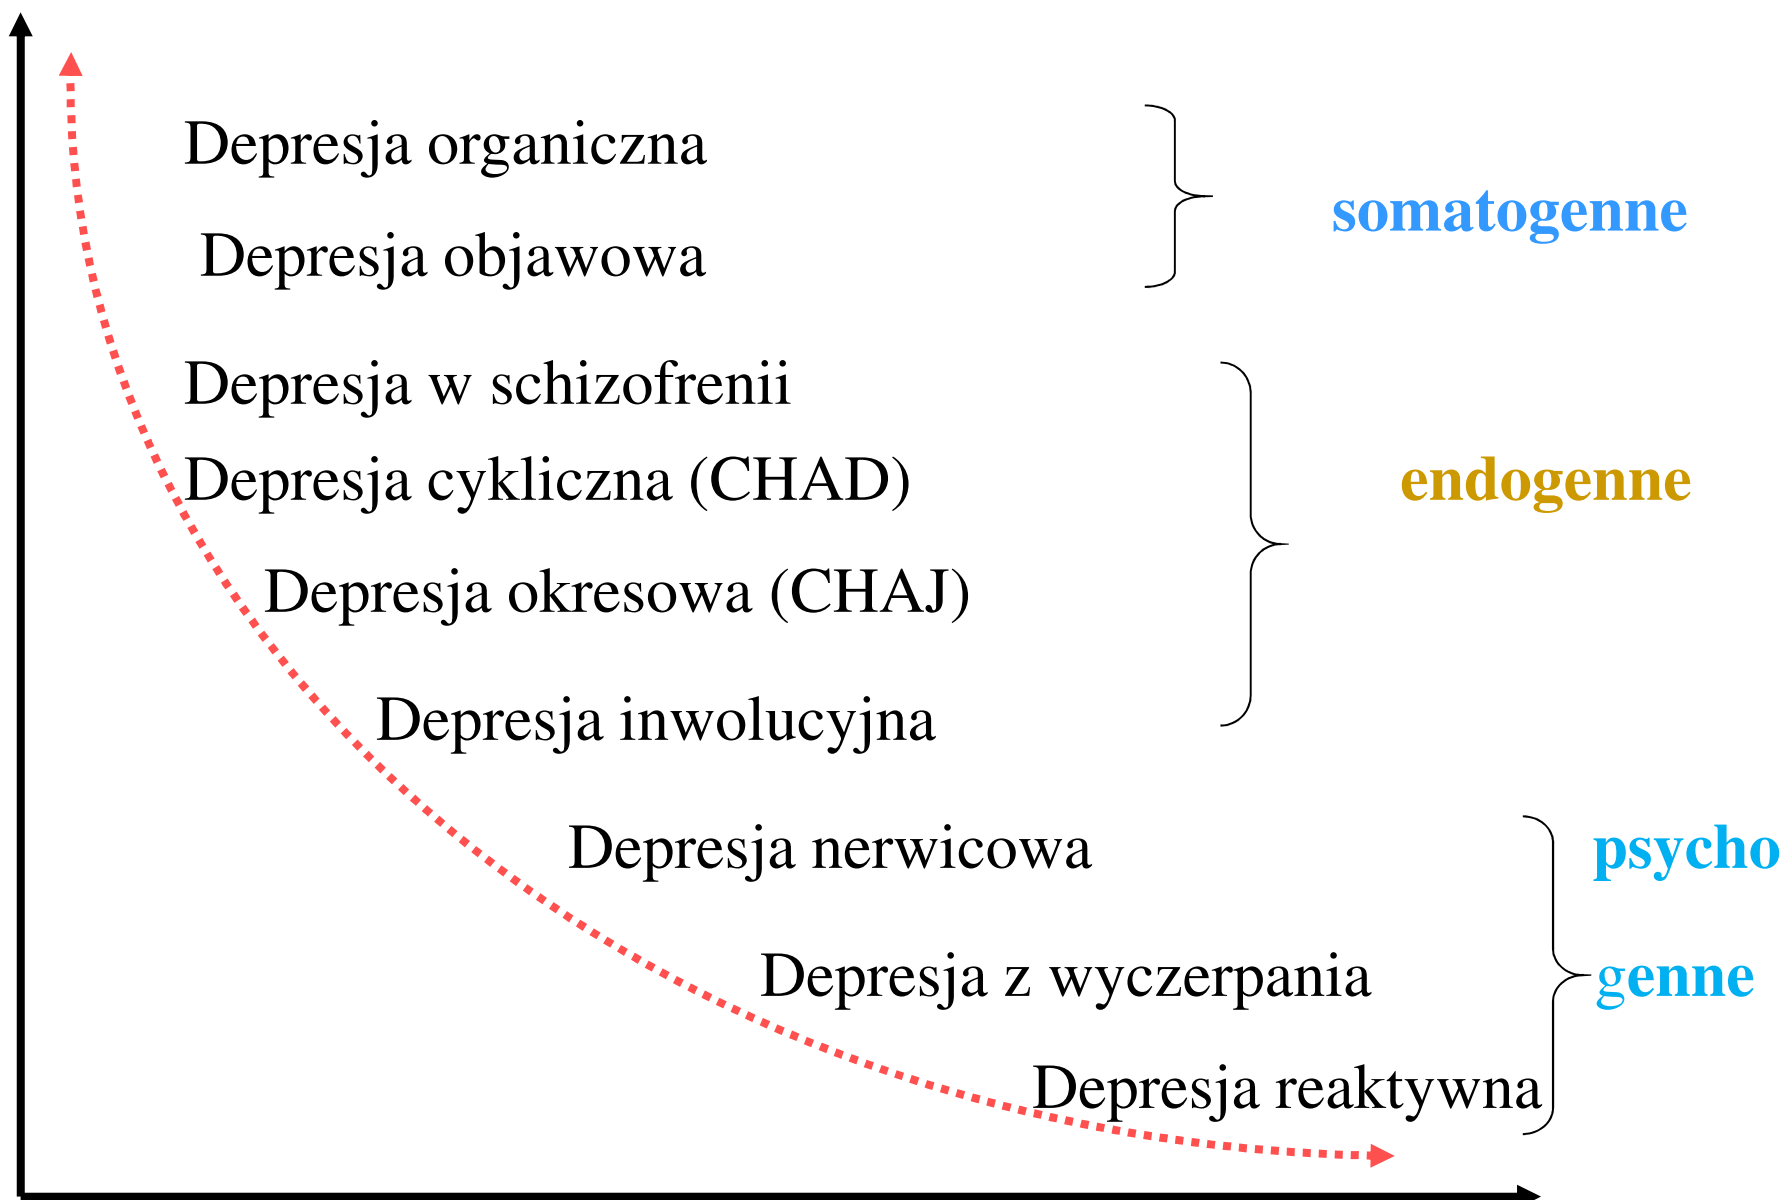 Depresja organiczna
somatogenne
Depresja objawowa
Depresja w schizofrenii
Depresja cykliczna (CHAD)
endogenne
Depresja okresowa (CHAJ)
Depresja inwolucyjna
Depresja nerwicowa
psycho
Depresja z wyczerpania
genne
Depresja reaktywna